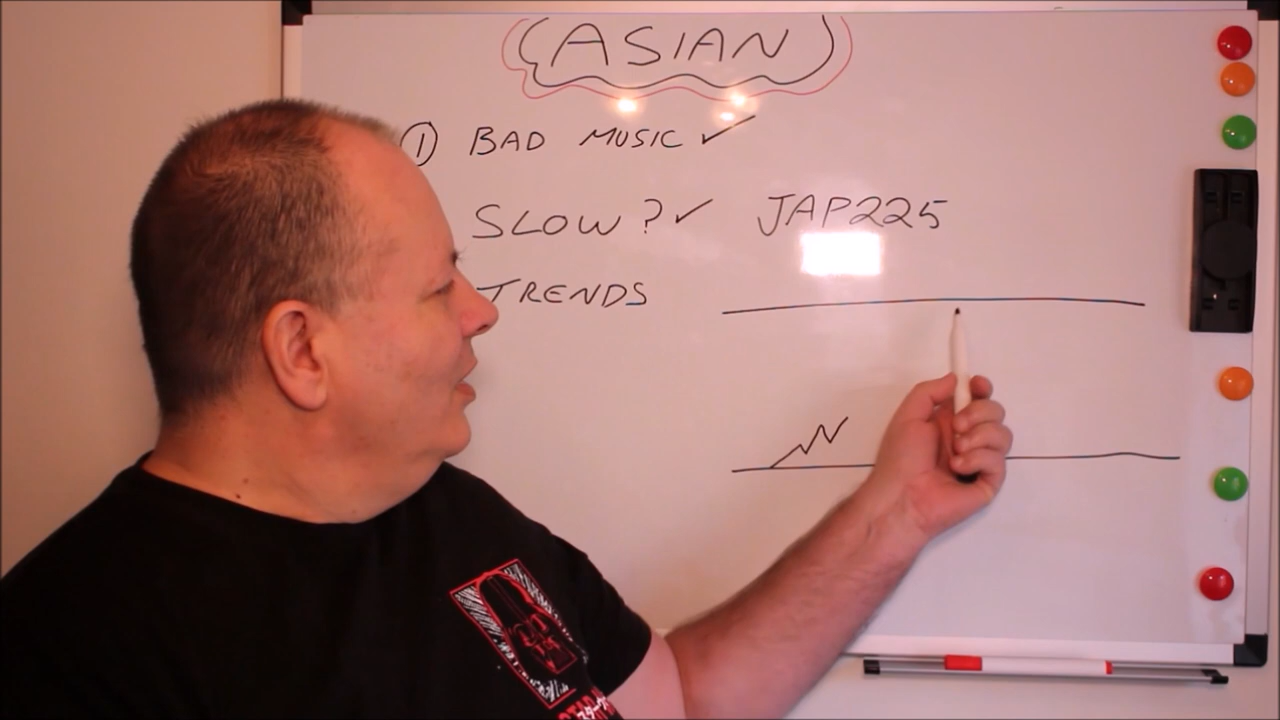 (ASIAN)
① BAD MUSIC ✓
SLOW? ✓ JAP225
TRENDS